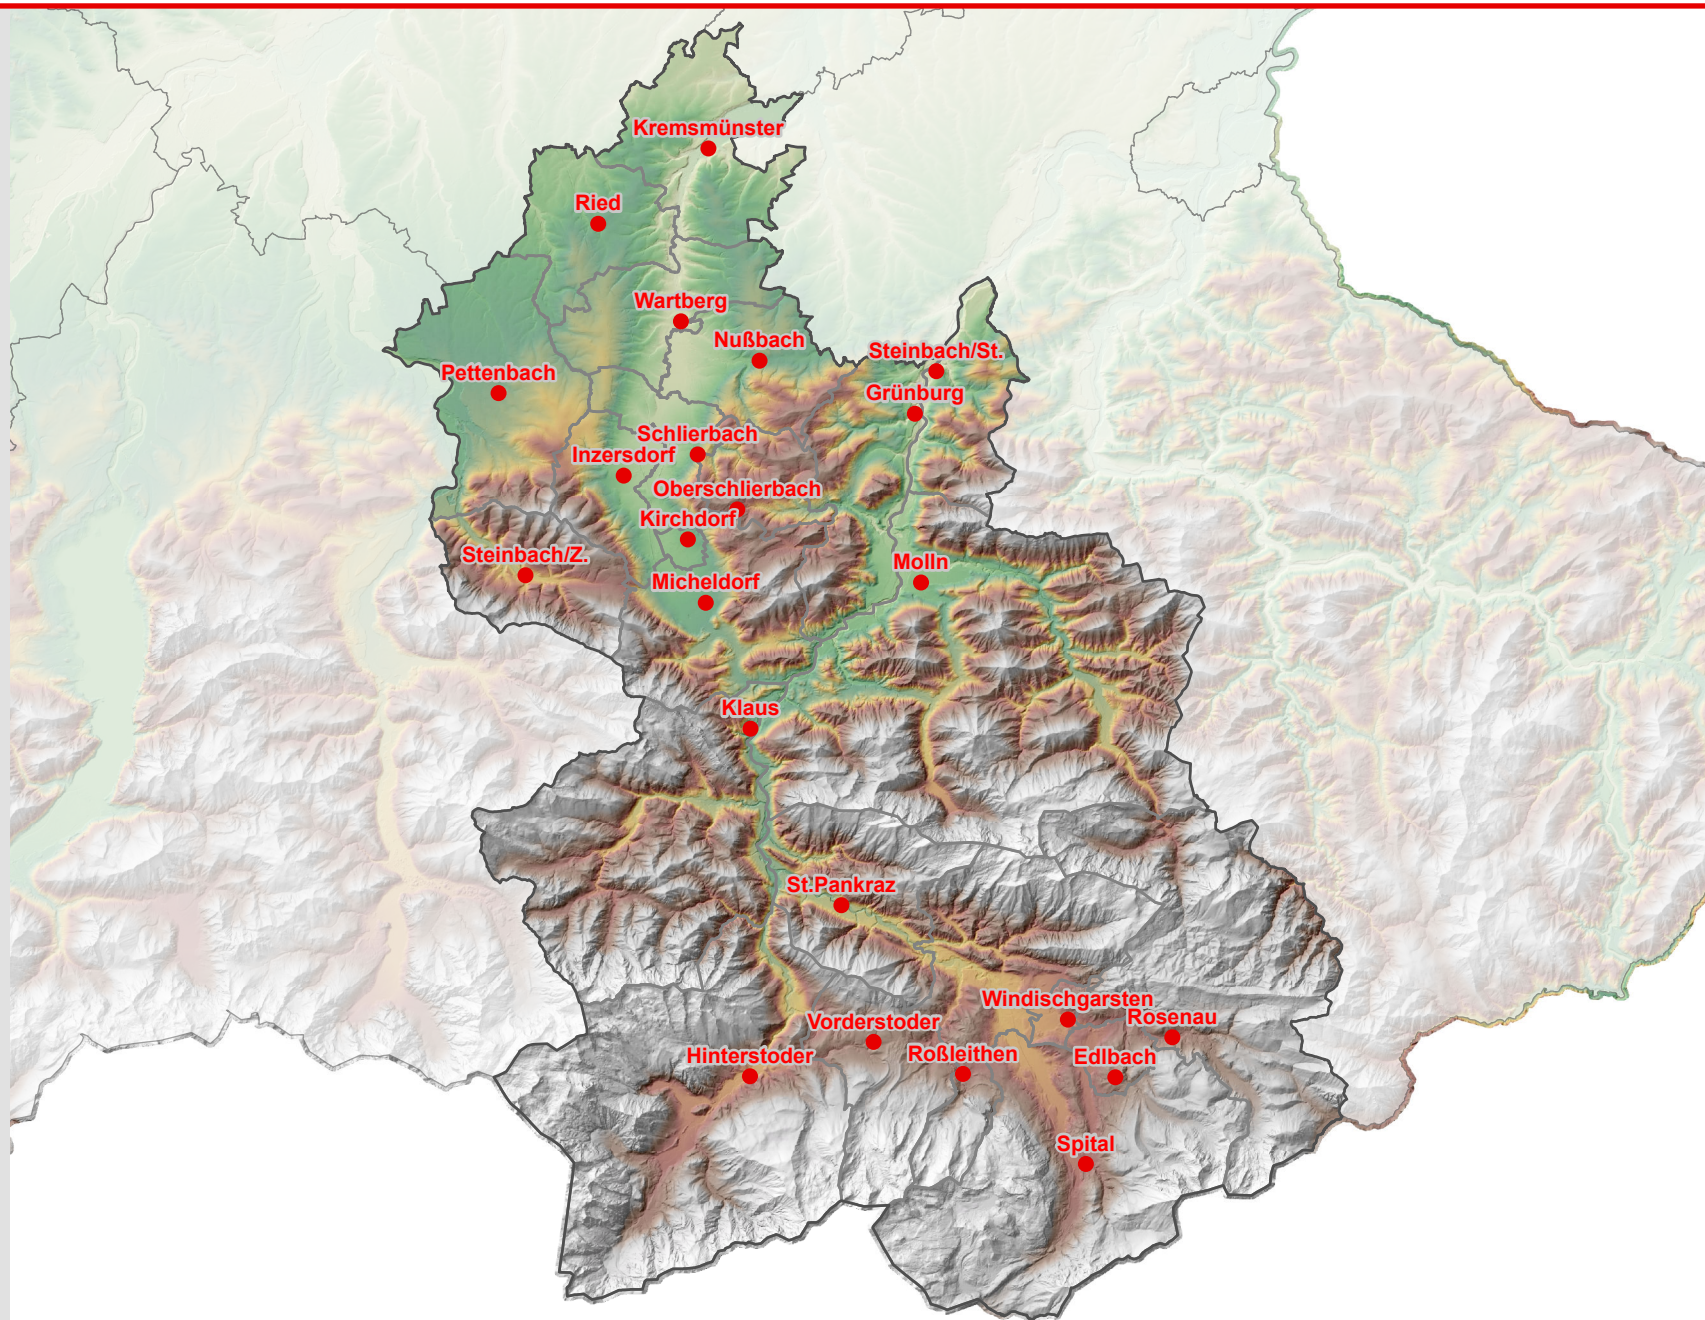 Kremsmünster
Ried
Wartberg
Nußbach
Steinbach/St.
Pettenbach
Grünburg
Schlierbach
Inzersdorf
Oberschlierbach
Kirchdorf
Steinbach/Z.
Molln
Micheldorf
Klaus
St.Pankraz
Windischgarsten
Rosenau
Vorderstoder
Hinterstoder
Roßleithen
Edlbach
Spital